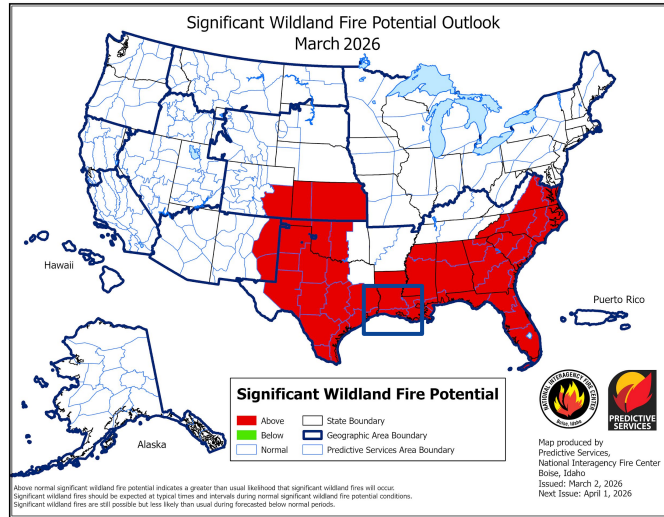 Significant Wildland Fire Potential Outlook
March 2026
Hawaii
Puerto Rico
Alaska
Significant Wildland Fire Potential
Above
State Boundary
Below
Geographic Area Boundary
Normal
Predictive Services Area Boundary
NATIONAL INTERAGENCY FIRE CENTER
Boise, Idaho
PREDICTIVE
SERVICES
Map produced by
Predictive Services,
National Interagency Fire Center
Boise, Idaho
Issued: March 2, 2026
Next Issue: April 1, 2026
Above normal significant wildland fire potential indicates a greater than usual likelihood that significant wildland fires will occur.
Significant wildland fires should be expected at typical times and intervals during normal significant wildland fire potential conditions.
Significant wildland fires are still possible but less likely than usual during forecasted below normal periods.